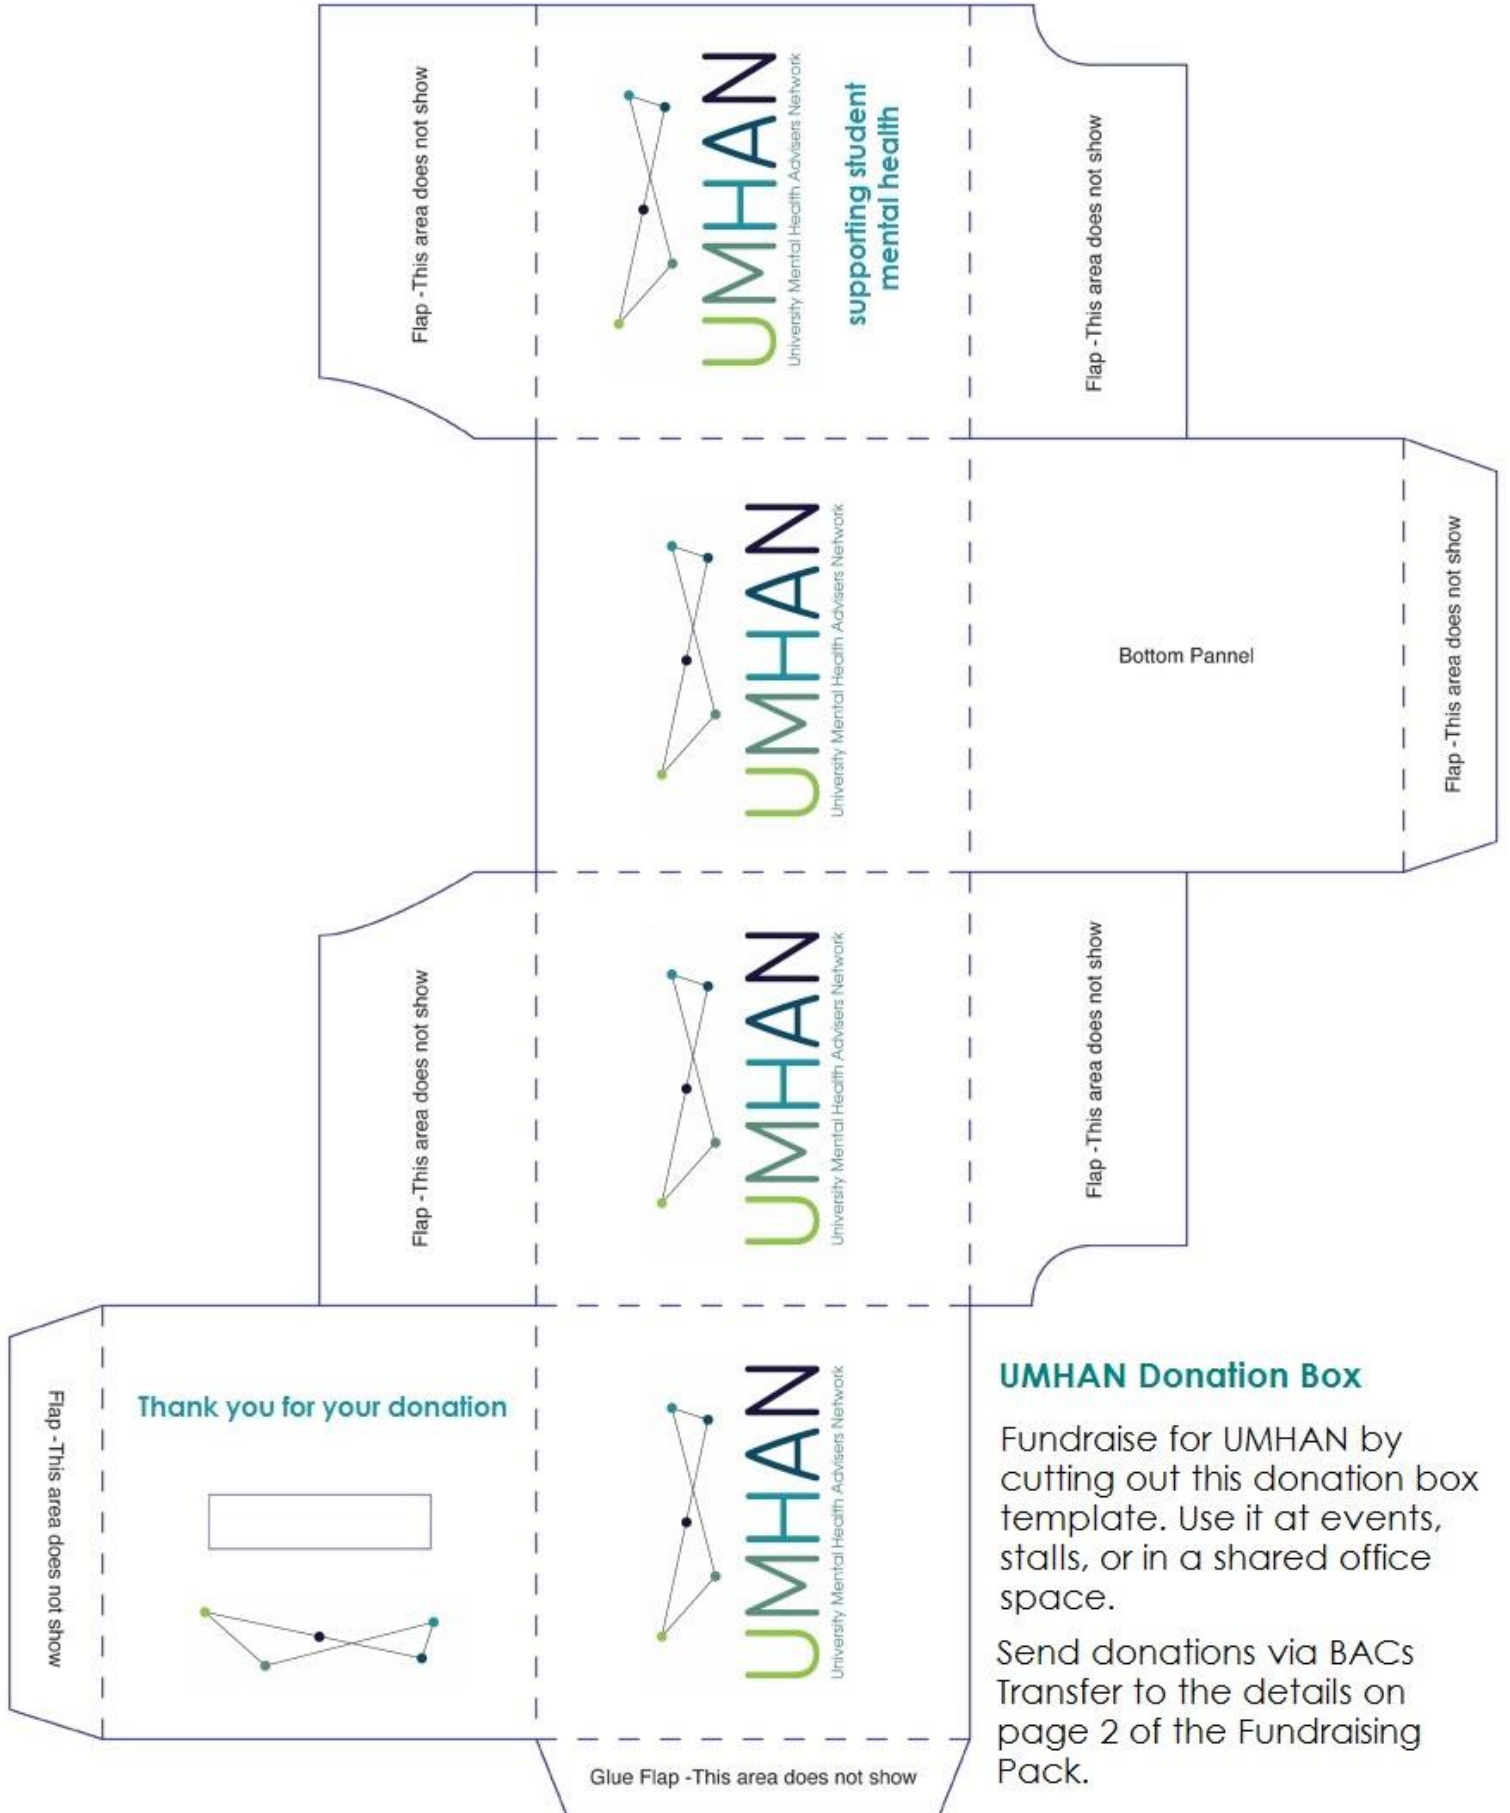 Flap -This area does not show
UMHAN
University Mental Health Advisers Network
supporting student
mental health
Flap -This area does not show
UMHAN
University Mental Health Advisers Network
Bottom Pannel
Flap -This area does not show
Flap -This area does not show
UMHAN
University Mental Health Advisers Network
Flap -This area does not show
Flap -This area does not show
Thank you for your donation
UMHAN
University Mental Health Advisers Network
UMHAN Donation Box
Fundraise for UMHAN by
cutting out this donation box
template. Use it at events,
stalls, or in a shared office
space.
Send donations via BACs
Transfer to the details on
page 2 of the Fundraising
Pack.
Glue Flap -This area does not show